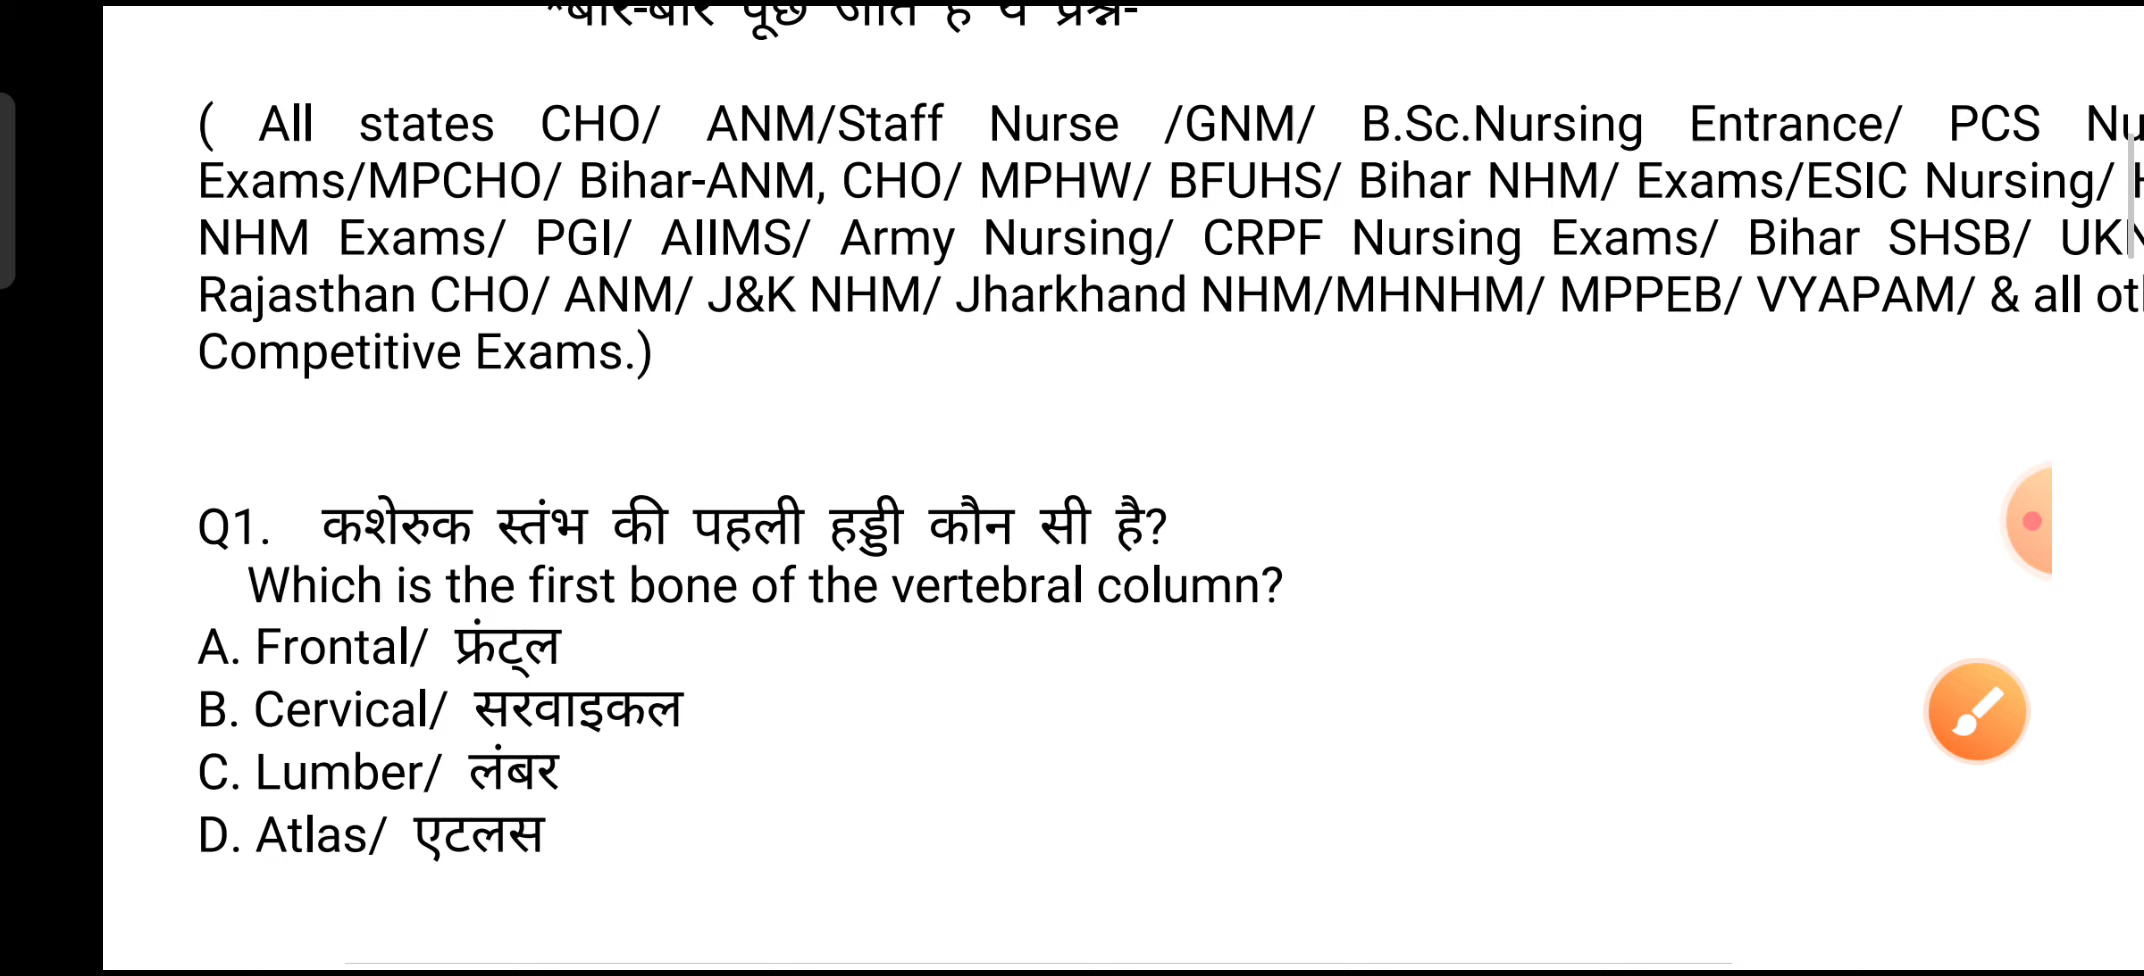 ( All states CHO/ ANM/Staff Nurse /GNM/ B.Sc.Nursing Entrance/ PCS
Exams/MPCHO/ Bihar-ANM, CHO/ MPHW/ BFUHS/ Bihar NHM/ Exams/ESIC Nursing/
NHM Exams/ PGI/ AIIMS/ Army Nursing/ CRPF Nursing Exams/ Bihar SHSB/
Rajasthan CHO/ ANM/ J&K NHM/ Jharkhand NHM/MHNHM/ MPPEB/ VYAPAM/ & all
Competitive Exams.)
Q1. कशेरुक स्तंभ की पहली हड्डी कौन सी है?
Which is the first bone of the vertebral column?
A. Frontal/ फ्रंट्ल
B. Cervical/ सरवाइकल
C. Lumber/ लंबर
D. Atlas/ एटलस